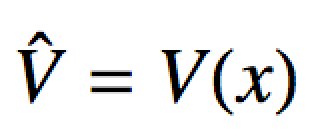 V̂ = V(x)